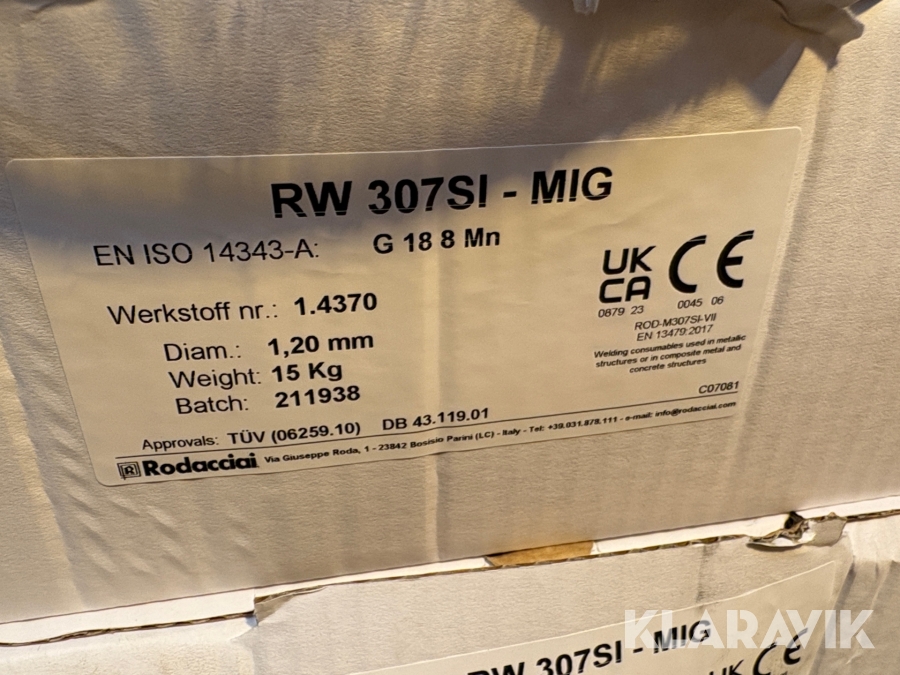 RW 307SI - MIG
EN ISO 14343-A: G 18 8 Mn
Werkstoff nr.: 1.4370
Diam.: 1,20 mm
Weight: 15 Kg
Batch: 211938
UK
CA
CE
0879 23
0045 06
ROD-M307SI-VII
EN 13479:2017
Welding consumables used in metallic
structures or in composite metal and
concrete structures
C07081
Approvals: TÜV (06259.10) DB 43.119.01
R Rodacciai Via Giuseppe Roda, 1 - 23842 Bosisio Parini (LC) - Italy - Tel: +39.031.878.111 - e-mail: info@rodacciai.com
KLARAVIK
RW 307SI - MIG
UK CE